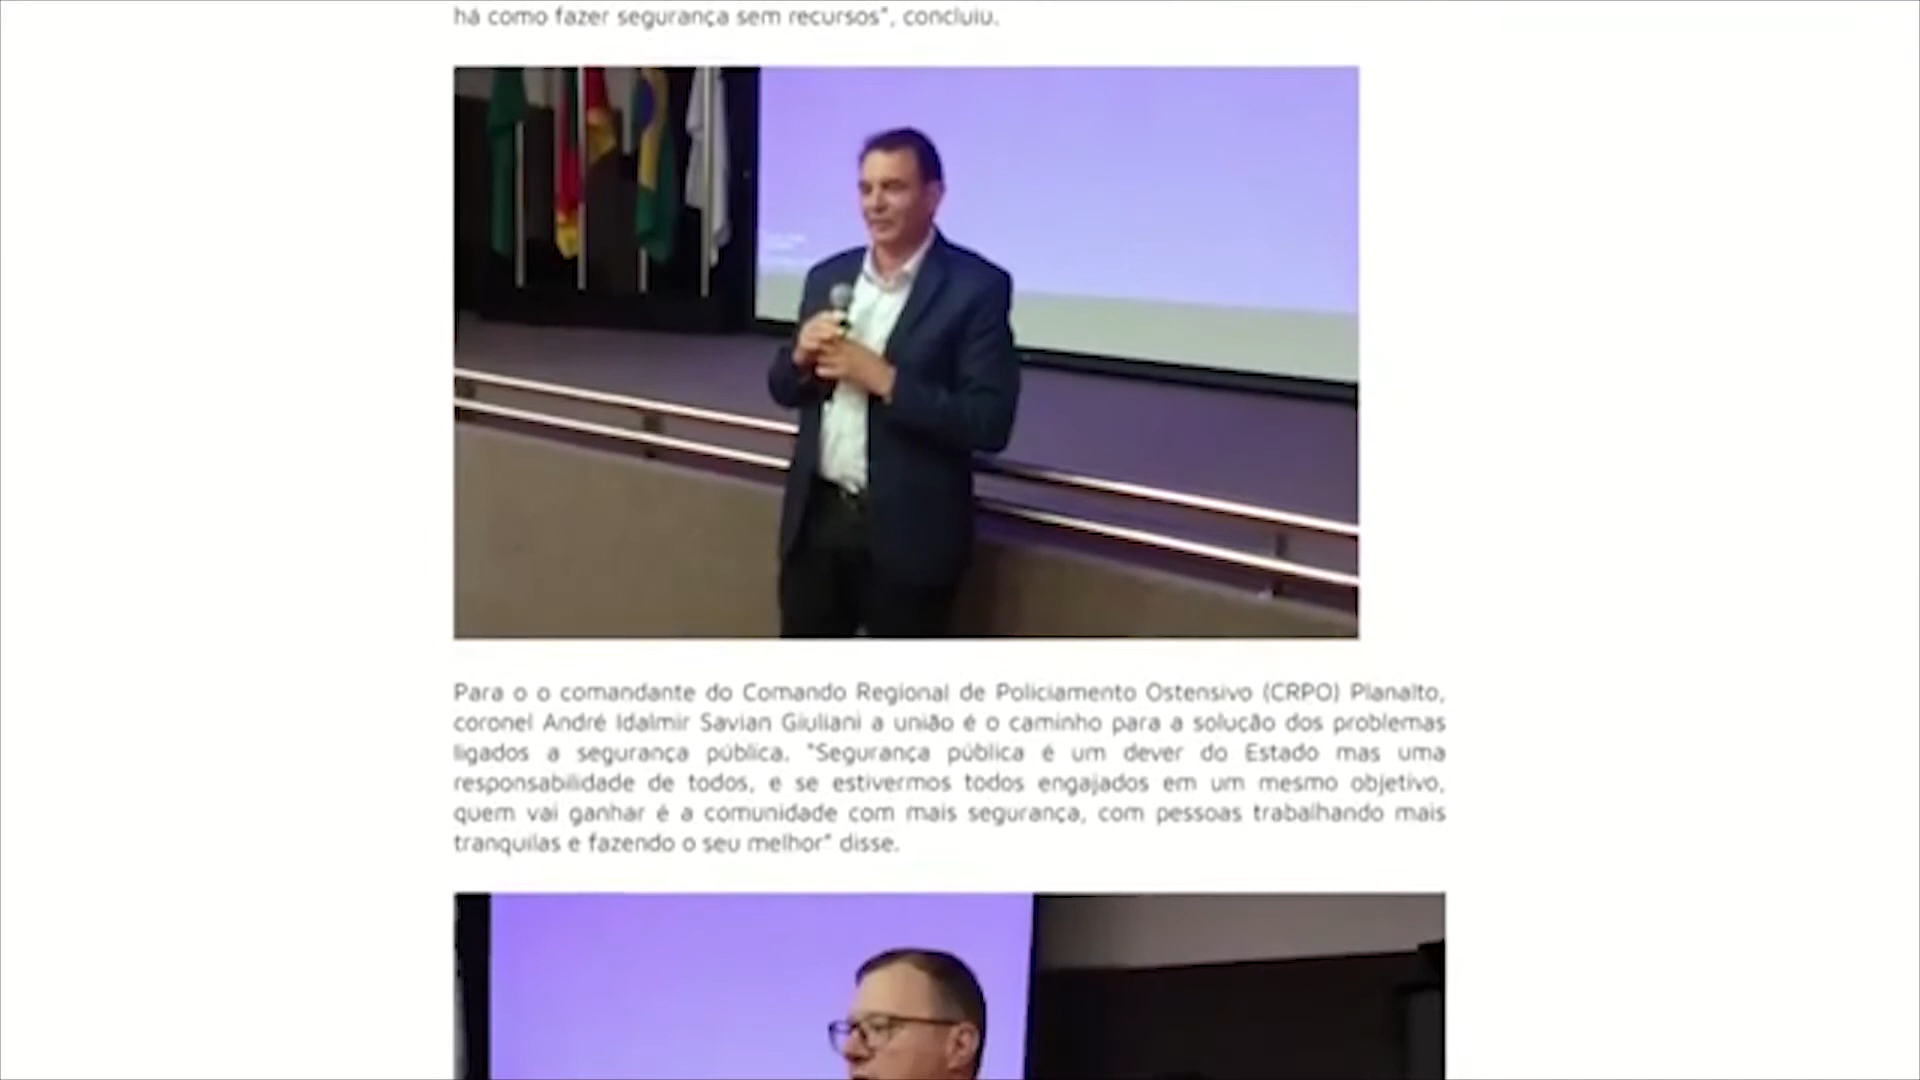 há como fazer segurança sem recursos”, concluiu.
Para o o comandante do Comando Regional de Policiamento Ostensivo (CRPO) Planalto,
coronel André Idalmir Savian Giuliani a união é o caminho para a solução dos problemas
ligados a segurança pública. “Segurança pública é um dever do Estado mas uma
responsabilidade de todos, e se estivermos todos engajados em um mesmo objetivo,
quem vai ganhar é a comunidade com mais segurança, com pessoas trabalhando mais
tranquilas e fazendo o seu melhor” disse.